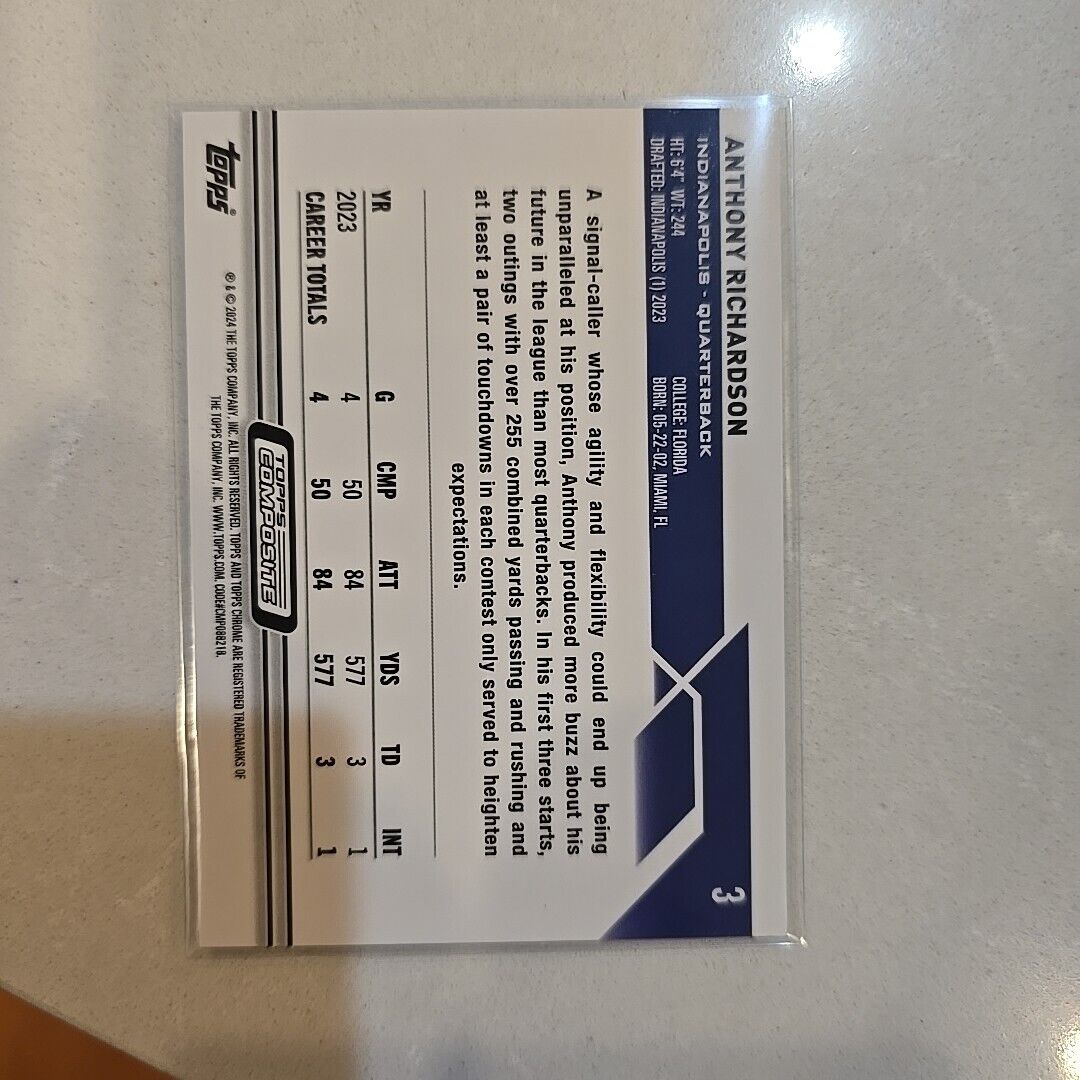 3
ANTHONY RICHARDSON
INDIANAPOLIS - QUARTERBACK
HT: 6'4" WT: 244 COLLEGE: FLORIDA
DRAFTED: INDIANAPOLIS (1) 2023 BORN: 05-22-02, MIAMI, FL
A signal-caller whose agility and flexibility could end up being
unparalleled at his position, Anthony produced more buzz about his
future in the league than most quarterbacks. In his first three starts,
two outings with over 255 combined yards passing and rushing and
at least a pair of touchdowns in each contest only served to heighten
expectations.
YR G CMP ATT YDS TD INT
2023 4 50 84 577 3 1
CAREER TOTALS 4 50 84 577 3 1
TOPPS
COMPOSITE
topps®
® & © 2024 THE TOPPS COMPANY, INC. ALL RIGHTS RESERVED. TOPPS AND TOPPS CHROME ARE REGISTERED TRADEMARKS OF
THE TOPPS COMPANY, INC. WWW.TOPPS.COM. CODE#CMP088218.